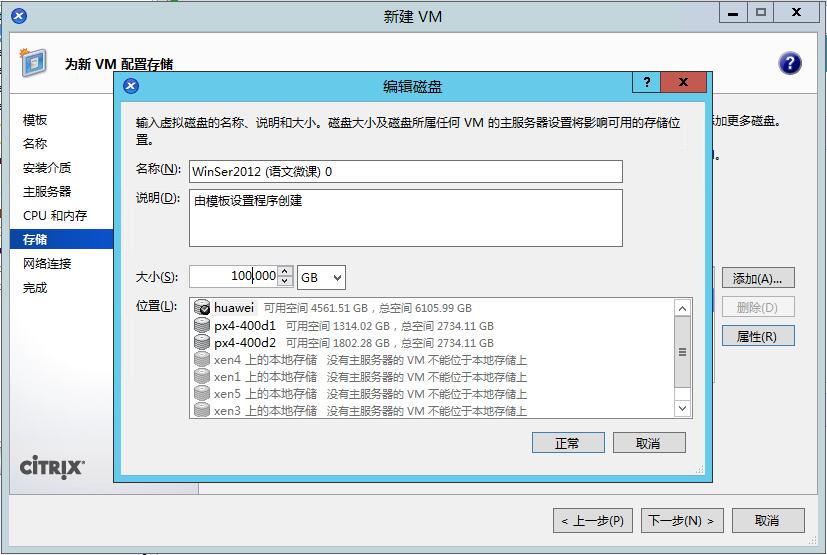 新建 VM
为新 VM 配置存储
?
编辑磁盘
?
输入虚拟磁盘的名称、说明和大小。磁盘大小及磁盘所属任何 VM 的主服务器设置将影响可用的存储位
置。
加更多磁盘。
模板
名称
安装介质
主服务器
CPU 和内存
存储
网络连接
完成
名称(N):
WinSer2012 (语文微课) 0
说明(D):
由模板设置程序创建
大小(S):
100.000
GB
位置(L):
huawei 可用空间 4561.51 GB，总空间 6105.99 GB
px4-400d1 可用空间 1314.02 GB，总空间 2734.11 GB
px4-400d2 可用空间 1802.28 GB，总空间 2734.11 GB
xen4 上的本地存储 没有主服务器的 VM 不能位于本地存储上
xen1 上的本地存储 没有主服务器的 VM 不能位于本地存储上
xen5 上的本地存储 没有主服务器的 VM 不能位于本地存储上
xen3 上的本地存储 没有主服务器的 VM 不能位于本地存储上
添加(A)...
删除(D)
属性(R)
正常
取消
CITRIX
< 上一步(P)
下一步(N) >
取消